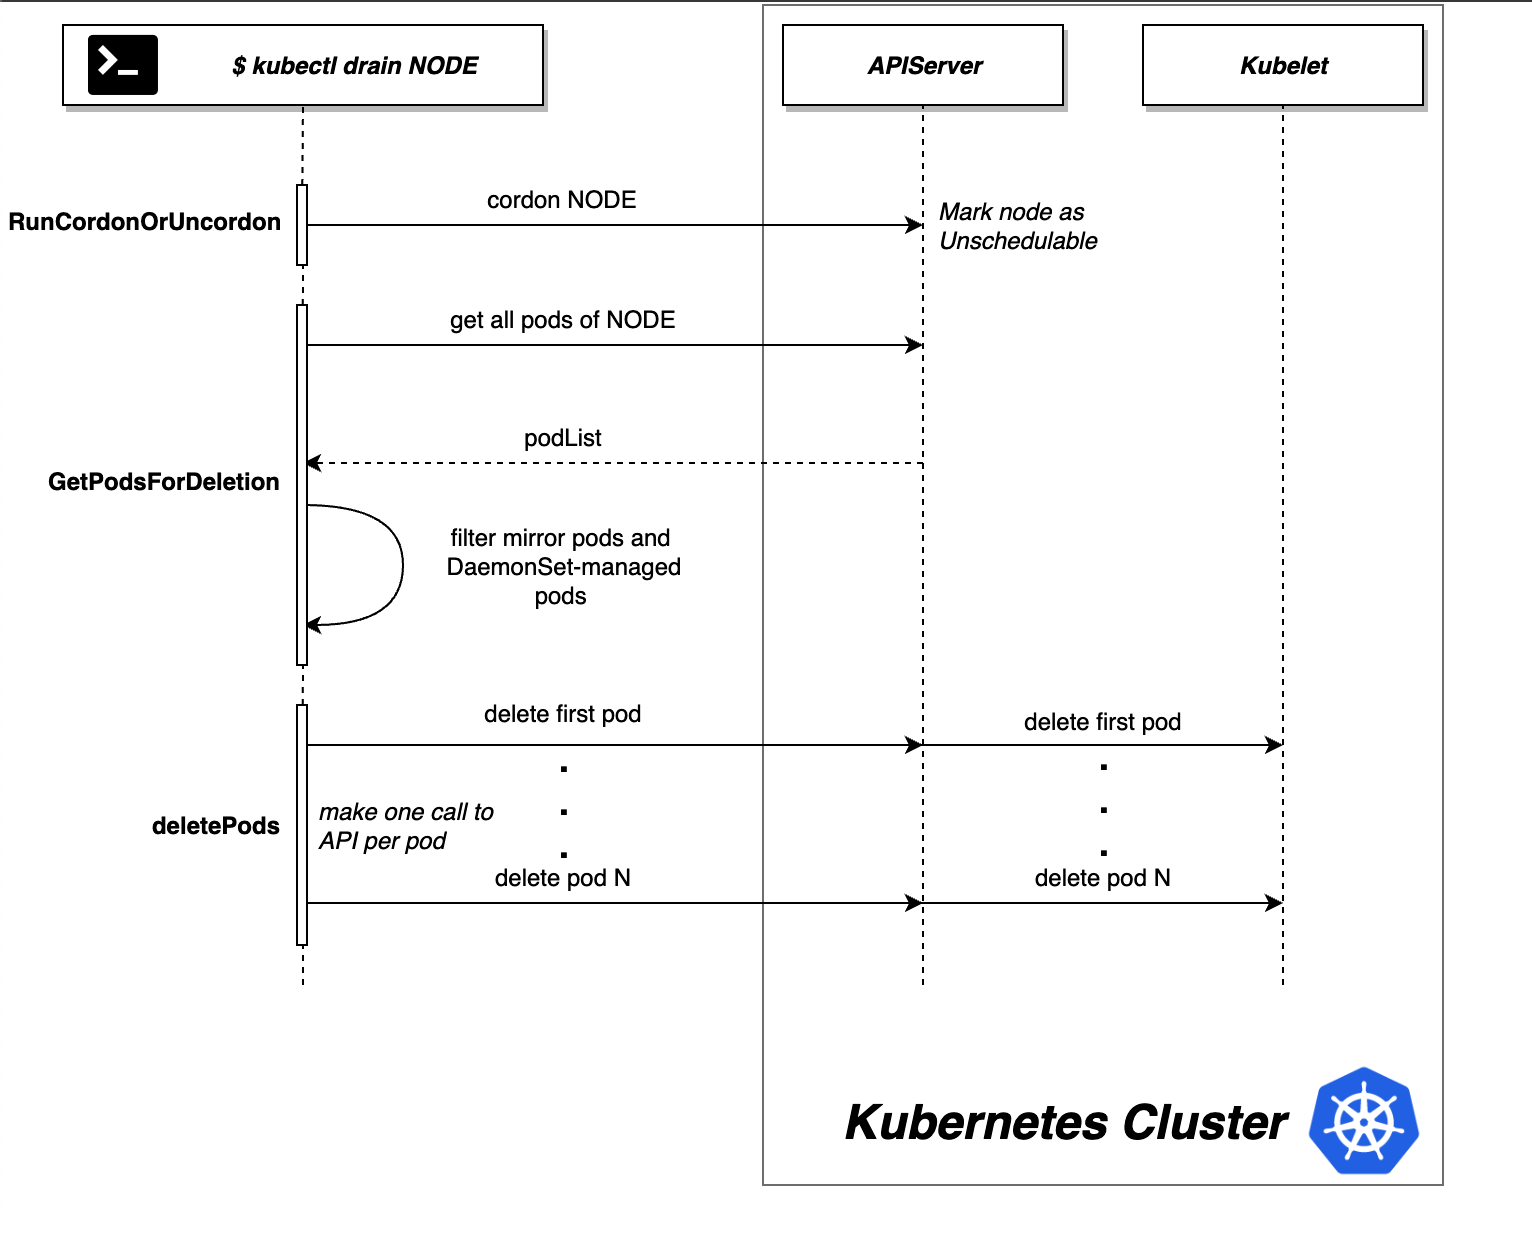 $ kubectl drain NODE
APIServer
Kubelet
RunCordonOrUncordon
cordon NODE
Mark node as
Unschedulable
get all pods of NODE
podList
GetPodsForDeletion
filter mirror pods and
DaemonSet-managed
pods
delete first pod
delete first pod
deletePods
make one call to
API per pod
delete pod N
delete pod N
Kubernetes Cluster